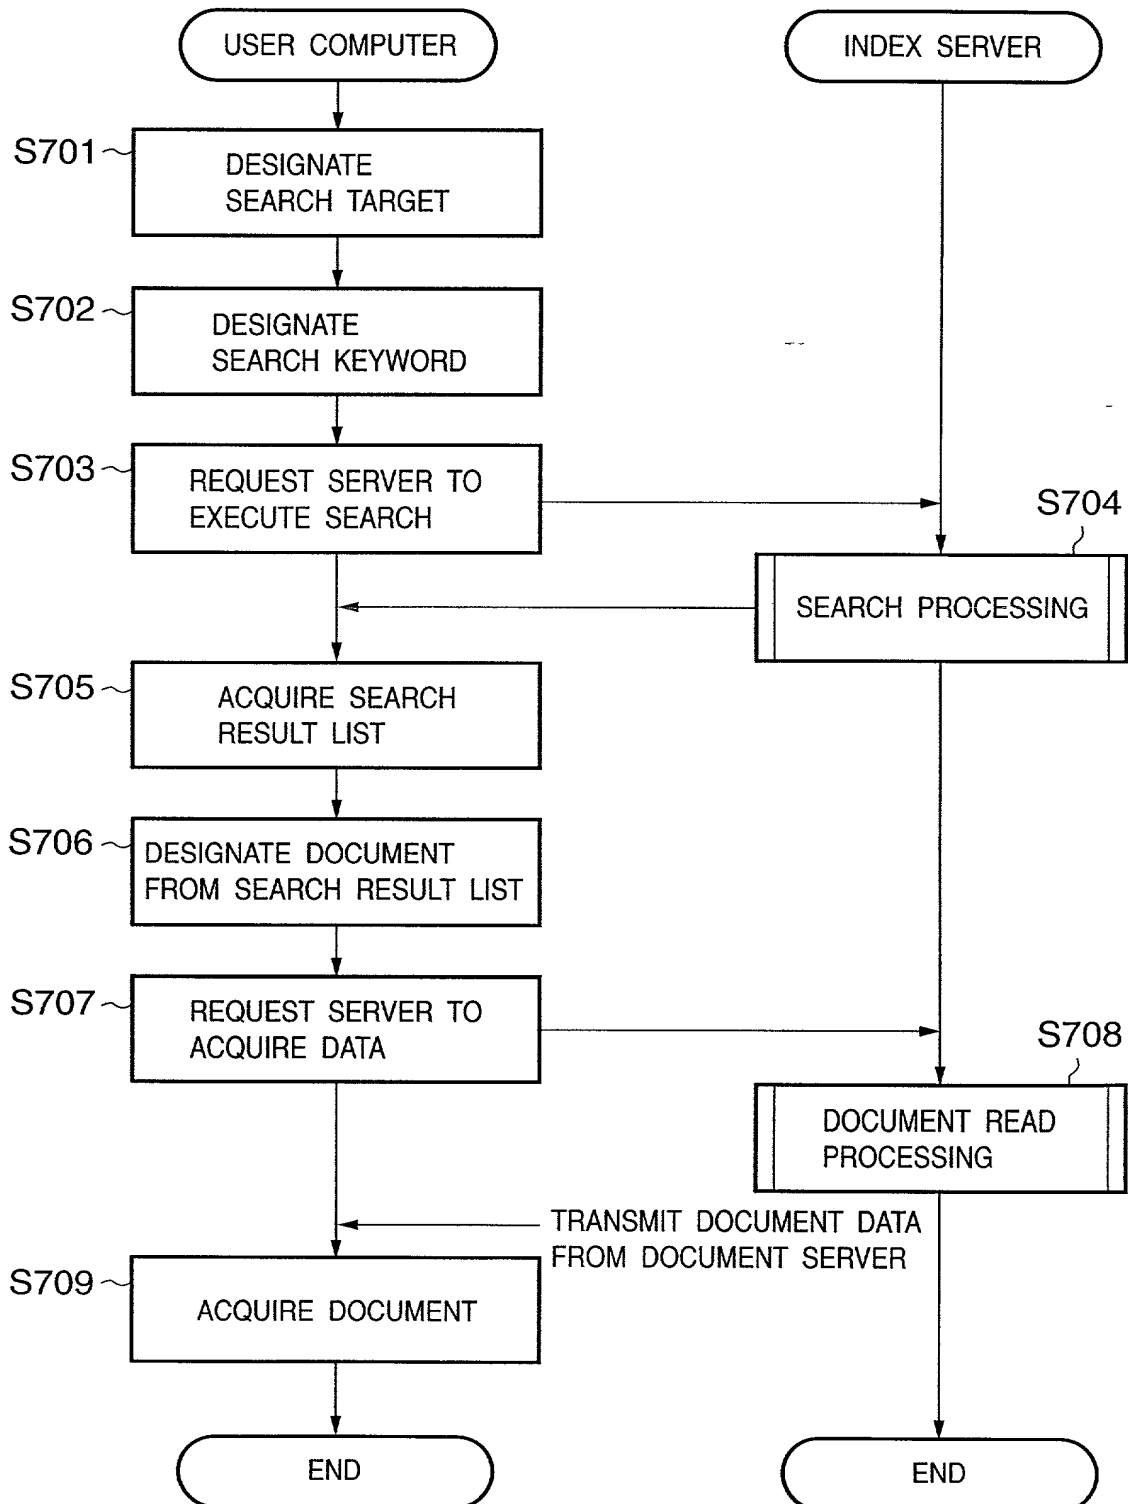 USER COMPUTER
INDEX SERVER
S701
DESIGNATE
SEARCH TARGET
S702
DESIGNATE
SEARCH KEYWORD
S703
REQUEST SERVER TO
EXECUTE SEARCH
S704
SEARCH PROCESSING
S705
ACQUIRE SEARCH
RESULT LIST
S706
DESIGNATE DOCUMENT
FROM SEARCH RESULT LIST
S707
REQUEST SERVER TO
ACQUIRE DATA
S708
DOCUMENT READ
PROCESSING
TRANSMIT DOCUMENT DATA
FROM DOCUMENT SERVER
S709
ACQUIRE DOCUMENT
END
END